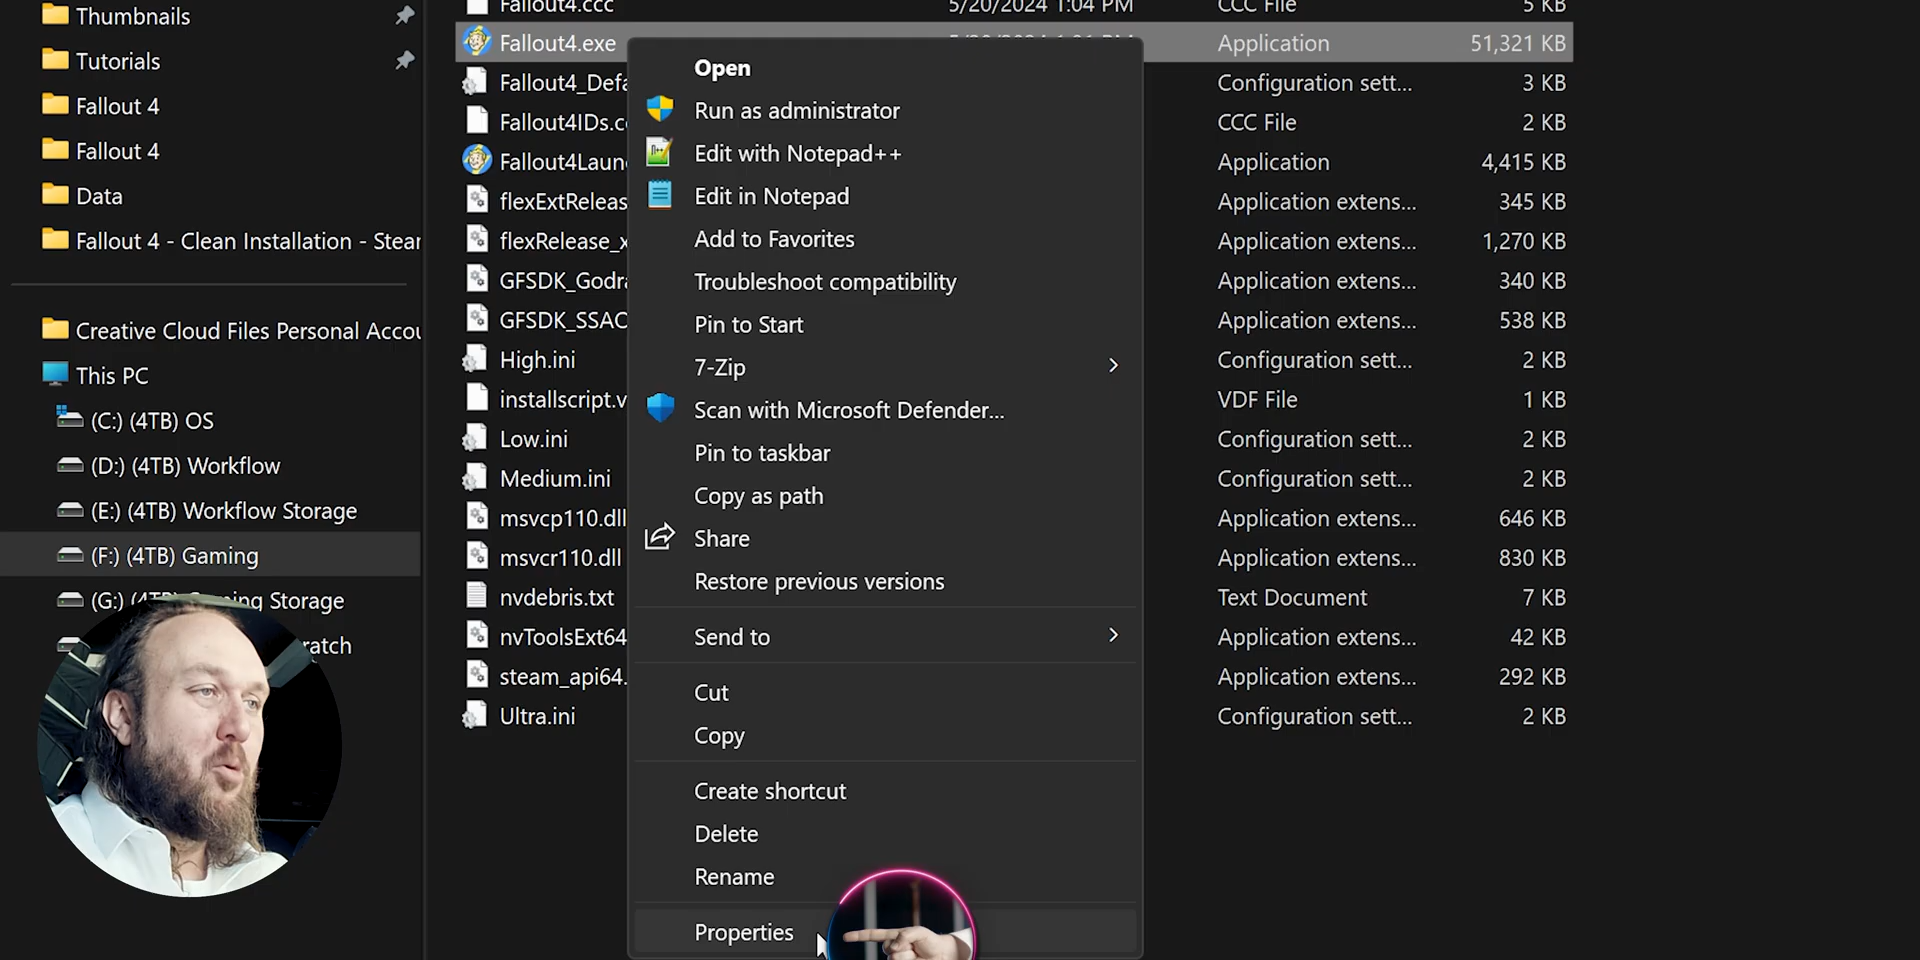 Thumbnails
Tutorials
Fallout 4
Fallout 4
Data
Fallout 4 - Clean Installation - Stea
Creative Cloud Files Personal Accou
This PC
(C:) (4TB) OS
(D:) (4TB) Workflow
(E:) (4TB) Workflow Storage
(F:) (4TB) Gaming
(G:) (4TB) Gaming Storage
ratch
Fallout4.ccc 5/20/2024 1:04 PM CCC File 5 KB
Fallout4.exe Application 51,321 KB
Fallout4_Defa Configuration sett... 3 KB
Fallout4IDs.c CCC File 2 KB
Fallout4Laun Application 4,415 KB
flexExtReleas Application extens... 345 KB
flexRelease_x Application extens... 1,270 KB
GFSDK_Godra Application extens... 340 KB
GFSDK_SSAO Application extens... 538 KB
High.ini Configuration sett... 2 KB
installscript.v VDF File 1 KB
Low.ini Configuration sett... 2 KB
Medium.ini Configuration sett... 2 KB
msvcp110.dll Application extens... 646 KB
msvcr110.dll Application extens... 830 KB
nvdebris.txt Text Document 7 KB
nvToolsExt64 Application extens... 42 KB
steam_api64. Application extens... 292 KB
Ultra.ini Configuration sett... 2 KB
Open
Run as administrator
Edit with Notepad++
Edit in Notepad
Add to Favorites
Troubleshoot compatibility
Pin to Start
7-Zip
Scan with Microsoft Defender...
Pin to taskbar
Copy as path
Share
Restore previous versions
Send to
Cut
Copy
Create shortcut
Delete
Rename
Properties